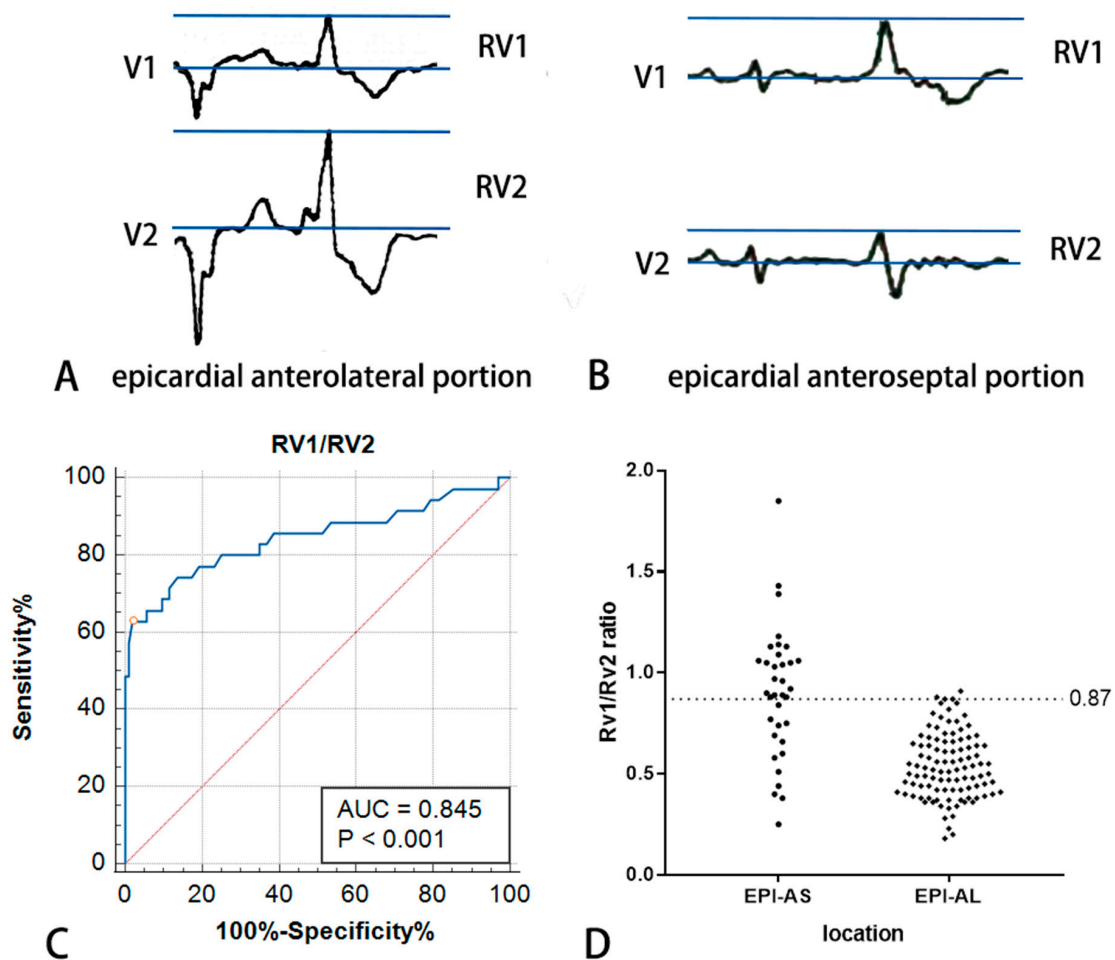 V1
RV1
V2
RV2
A epicardial anterolateral portion
V1
RV1
V2
RV2
B epicardial anteroseptal portion
RV1/RV2
Sensitivity%
100
80
60
40
20
0
AUC = 0.845
P < 0.001
0 20 40 60 80 100
100%-Specificity%
C
Rv1/Rv2 ratio
2.0
1.5
1.0
0.5
0.0
0.87
EPI-AS EPI-AL
location
D